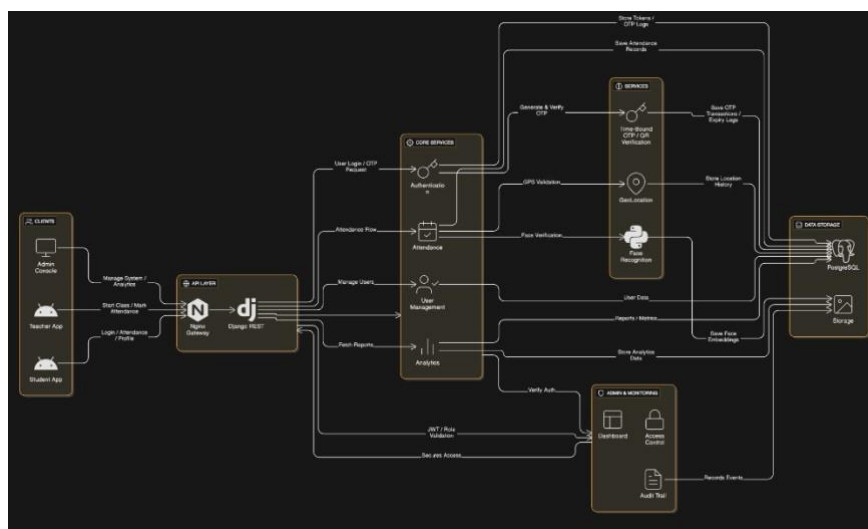 CLIENTS
Admin
Console
Teacher App
Student App
Manage System /
Analytics
Start Class / Mark
Attendance
Login / Attendance
/ Profile
API LAYER
Nginx
Gateway
dj
Django REST
User Login / OTP
Request
Attendance Flow
Manage Users
Fetch Reports
JWT / Role
Validation
Secures Access
CORE SERVICES
Authenticatio
n
Attendance
User
Management
Analytics
Store Tokens /
OTP Logs
Save Attendance
Records
Generate & Verify
OTP
GPS Validation
Face Verification
SERVICES
Time-Bound
OTP / QR
Verification
GeoLocation
Face
Recognition
Save OTP
Transactions /
Expiry Logs
Store Location
History
User Data
Reports / Metrics
Save Face
Embeddings
Store Analytics
Data
Verify Auth
ADMIN & MONITORING
Dashboard
Access
Control
Audit Trail
Records Events
DATA STORAGE
PostgreSQL
Storage